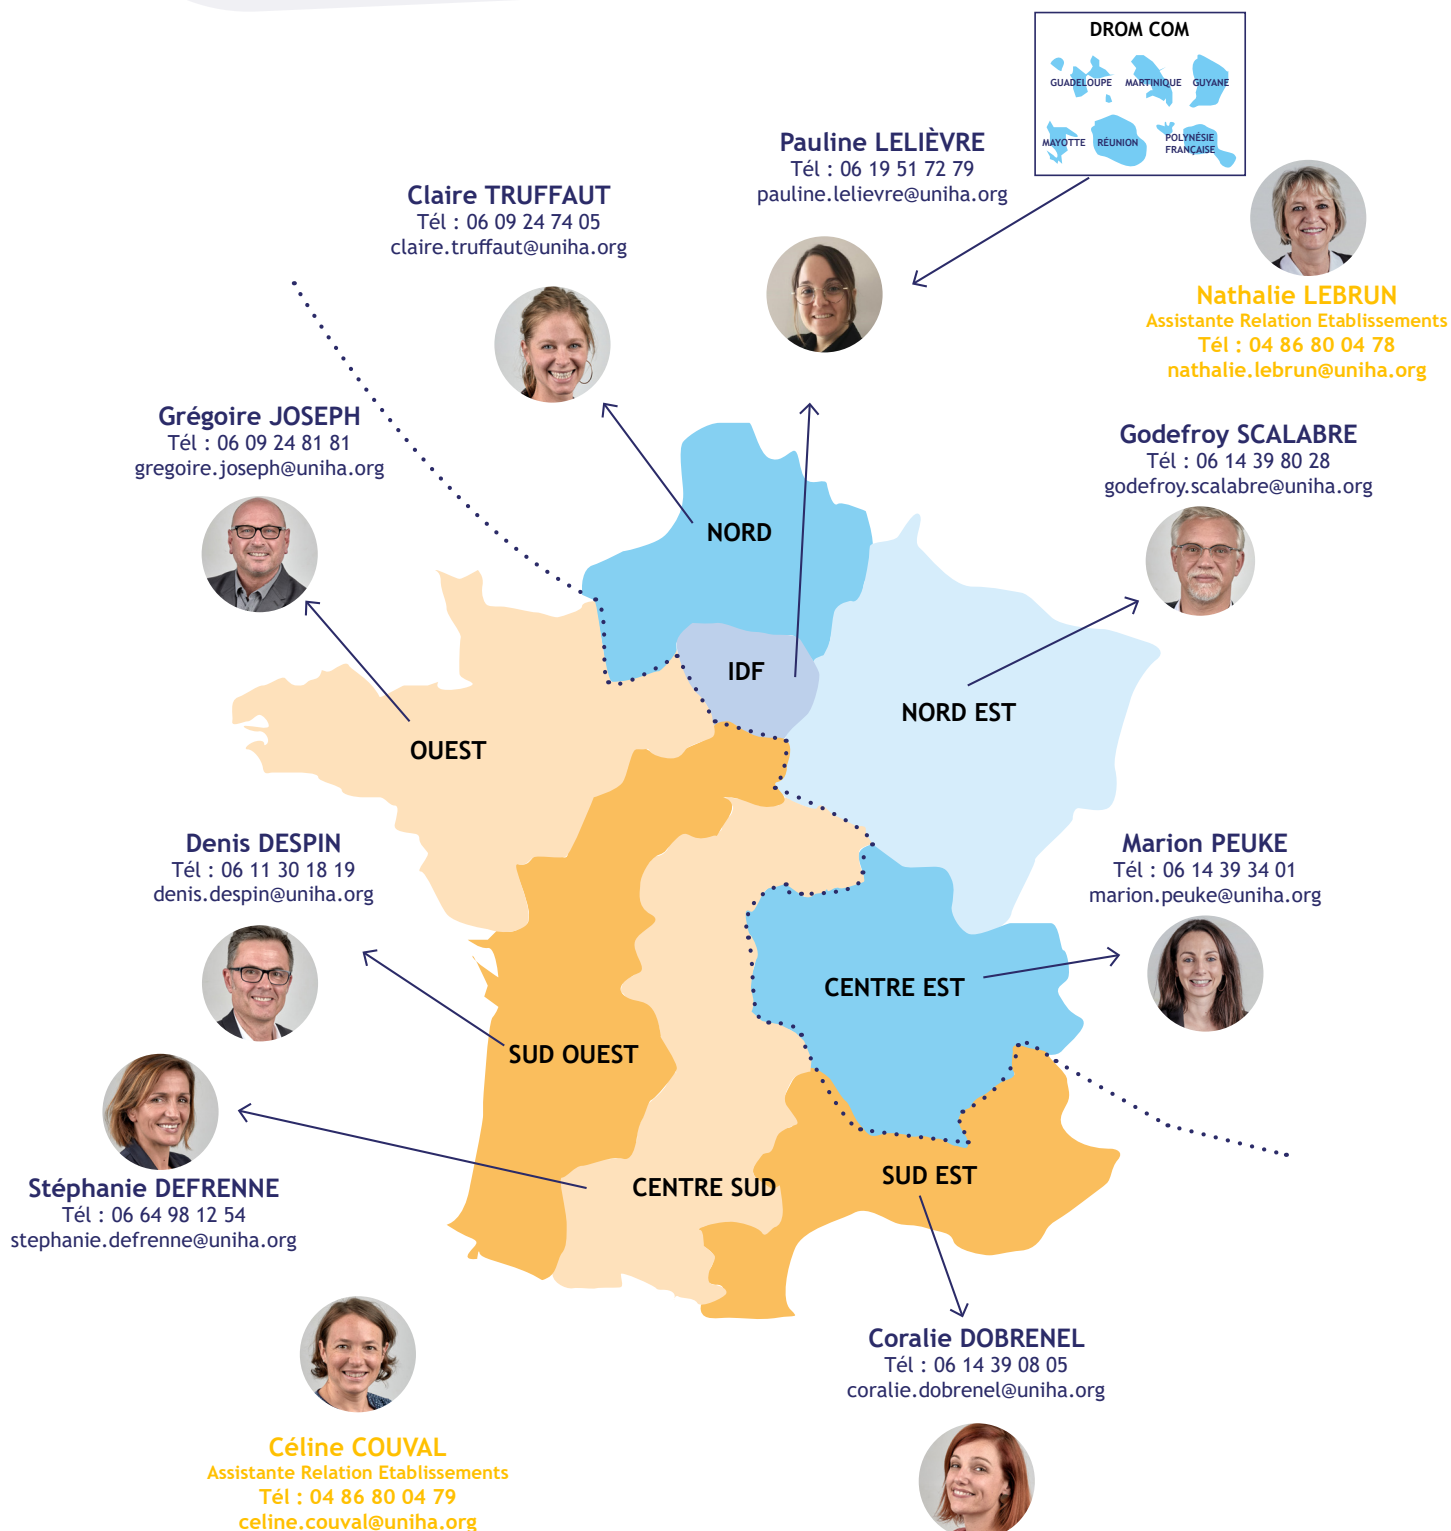 DROM COM
GUADELOUPE
MARTINIQUE
GUYANE
MAYOTTE
RÉUNION
POLYNÉSIE
FRANÇAISE
Pauline LELIÈVRE
Tél : 06 19 51 72 79
pauline.lelievre@uniha.org
Claire TRUFFAUT
Tél : 06 09 24 74 05
claire.truffaut@uniha.org
Nathalie LEBRUN
Assistante Relation Etablissements
Tél : 04 86 80 04 78
nathalie.lebrun@uniha.org
Grégoire JOSEPH
Tél : 06 09 24 81 81
gregoire.joseph@uniha.org
Godefroy SCALABRE
Tél : 06 14 39 80 28
godefroy.scalabre@uniha.org
NORD
IDF
NORD EST
OUEST
Denis DESPIN
Tél : 06 11 30 18 19
denis.despin@uniha.org
Marion PEUKE
Tél : 06 14 39 34 01
marion.peuke@uniha.org
CENTRE EST
SUD OUEST
CENTRE SUD
SUD EST
Stéphanie DEFRENNE
Tél : 06 64 98 12 54
stephanie.defrenne@uniha.org
Coralie DOBRENEL
Tél : 06 14 39 08 05
coralie.dobrenel@uniha.org
Céline COUVAL
Assistante Relation Etablissements
Tél : 04 86 80 04 79
celine.couval@uniha.org